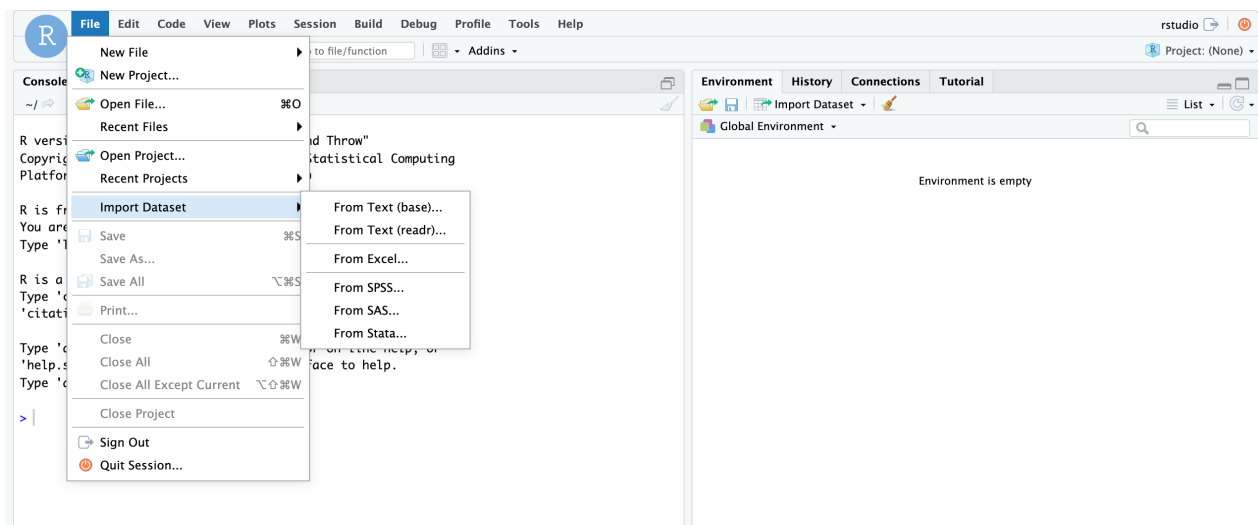 R
File Edit Code View Plots Session Build Debug Profile Tools Help
rstudio
to file/function
Addins
Project: (None)
New File
New Project...
Open File... ⌘O
Recent Files
Open Project...
Recent Projects
Import Dataset
Save ⌘S
Save As...
Save All ⌥⌘S
Print...
Close ⌘W
Close All ⇧⌘W
Close All Except Current ⌥⇧⌘W
Close Project
Sign Out
Quit Session...
From Text (base)...
From Text (readr)...
From Excel...
From SPSS...
From SAS...
From Stata...
Console
~/
R versi
nd Throw"
Copyrig
Statistical Computing
Platfor
R is fr
You are
Type 'l
R is a
Type 'c
'citati
Type 'd
or on-line help, or
'help.s
face to help.
Type 'q
>
Environment History Connections Tutorial
Import Dataset
List
Global Environment
Environment is empty